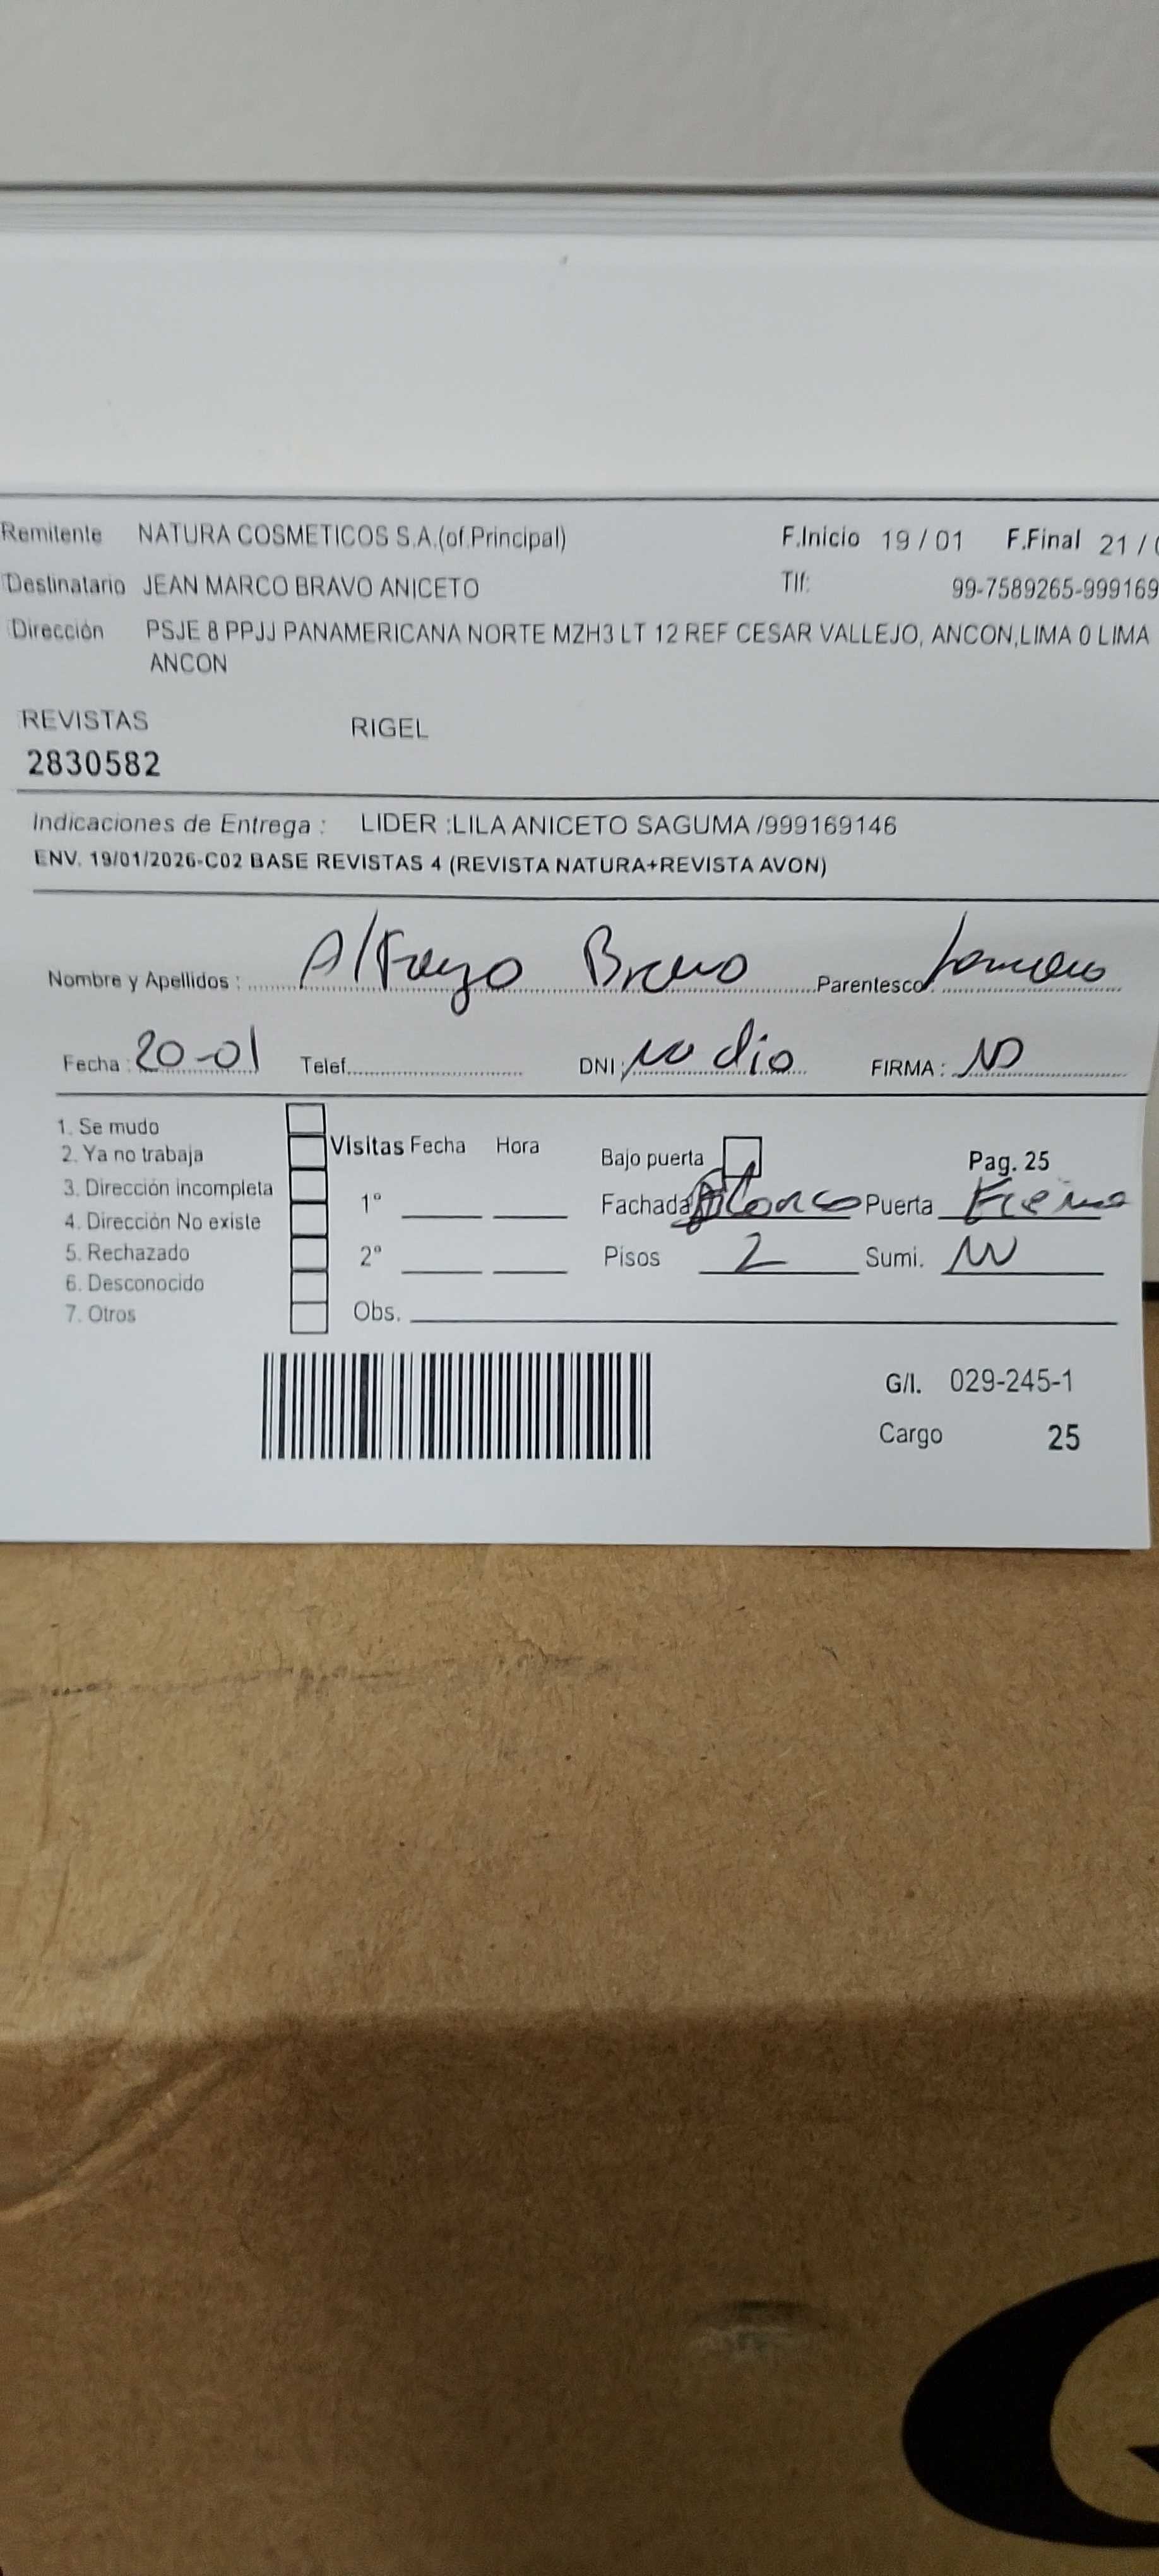 Remitente NATURA COSMETICOS S.A.(of.Principal) F.Inicio 19 / 01 F.Final 21 /
Destinatario JEAN MARCO BRAVO ANICETO Tlf: 99-7589265-999169
Dirección PSJE 8 PPJJ PANAMERICANA NORTE MZH3 LT 12 REF CESAR VALLEJO, ANCON,LIMA 0 LIMA
ANCON
REVISTAS RIGEL
2830582
Indicaciones de Entrega : LIDER :LILA ANICETO SAGUMA /999169146
ENV. 19/01/2026-C02 BASE REVISTAS 4 (REVISTA NATURA+REVISTA AVON)
Nombre y Apellidos : Bravo Parentesco:
Fecha : 20-01 Telef. DNI: no dio FIRMA :
1. Se mudo
2. Ya no trabaja Visitas Fecha Hora Bajo puerta Pag. 25
3. Dirección incompleta 1° Fachada Blanco Puerta
4. Dirección No existe
5. Rechazado 2° Pisos 2 Sumi.
6. Desconocido
7. Otros Obs.
G/I. 029-245-1
Cargo 25